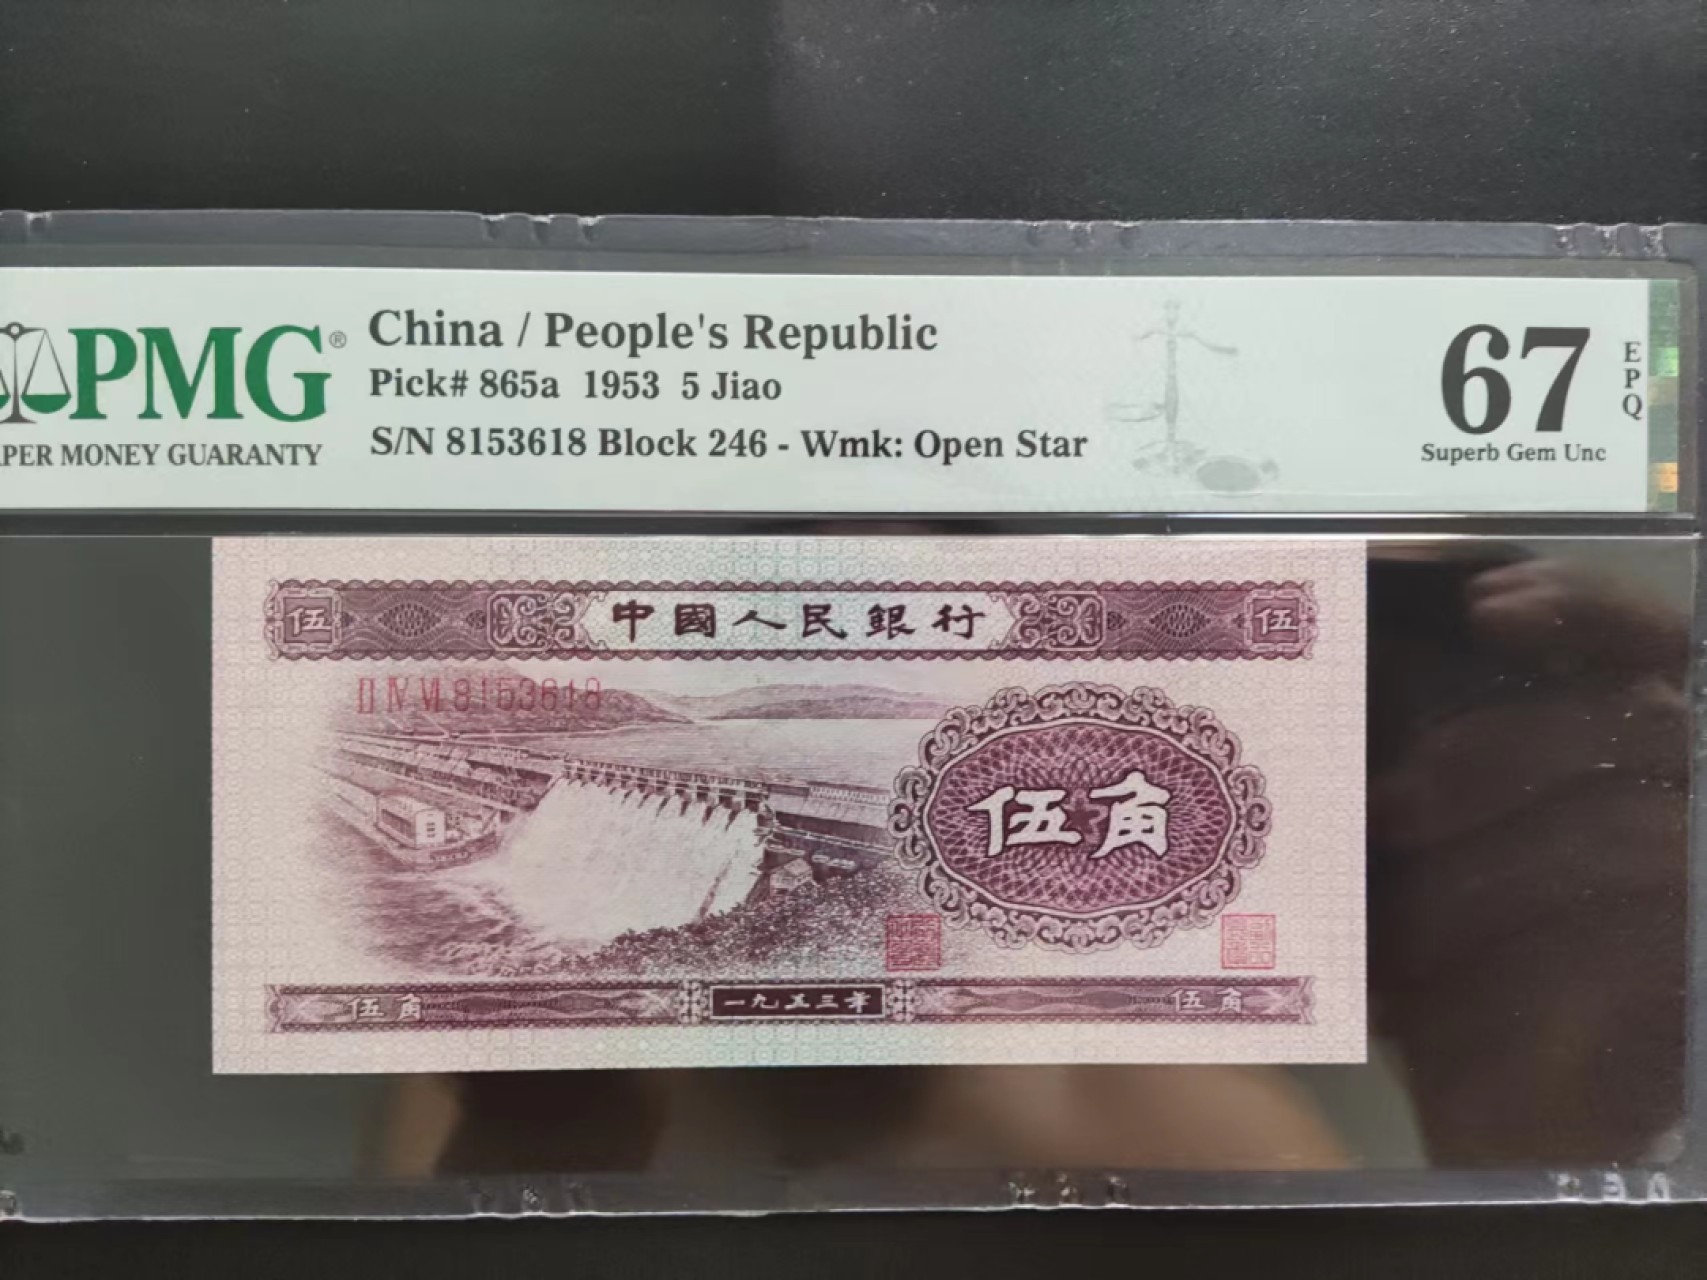 PMG®
PAPER MONEY GUARANTY
China / People's Republic
Pick# 865a 1953 5 Jiao
S/N 8153618 Block 246 - Wmk: Open Star
67
EPQ
Superb Gem Unc
伍
中國人民銀行
伍
II IV VI 8153618
伍角
伍角
一九五三年
伍角